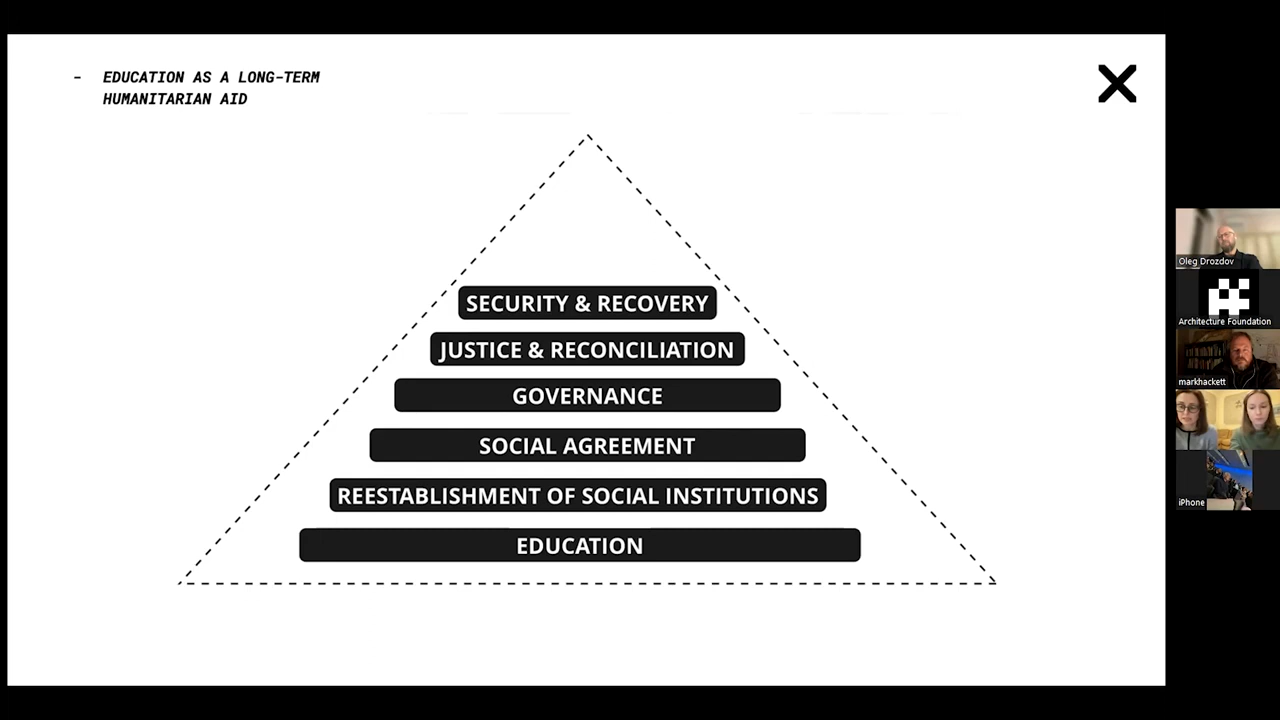 - EDUCATION AS A LONG-TERM
HUMANITARIAN AID
SECURITY & RECOVERY
JUSTICE & RECONCILIATION
GOVERNANCE
SOCIAL AGREEMENT
REESTABLISHMENT OF SOCIAL INSTITUTIONS
EDUCATION
Oleg Drozdov
Architecture Foundation
markhackett
iPhone